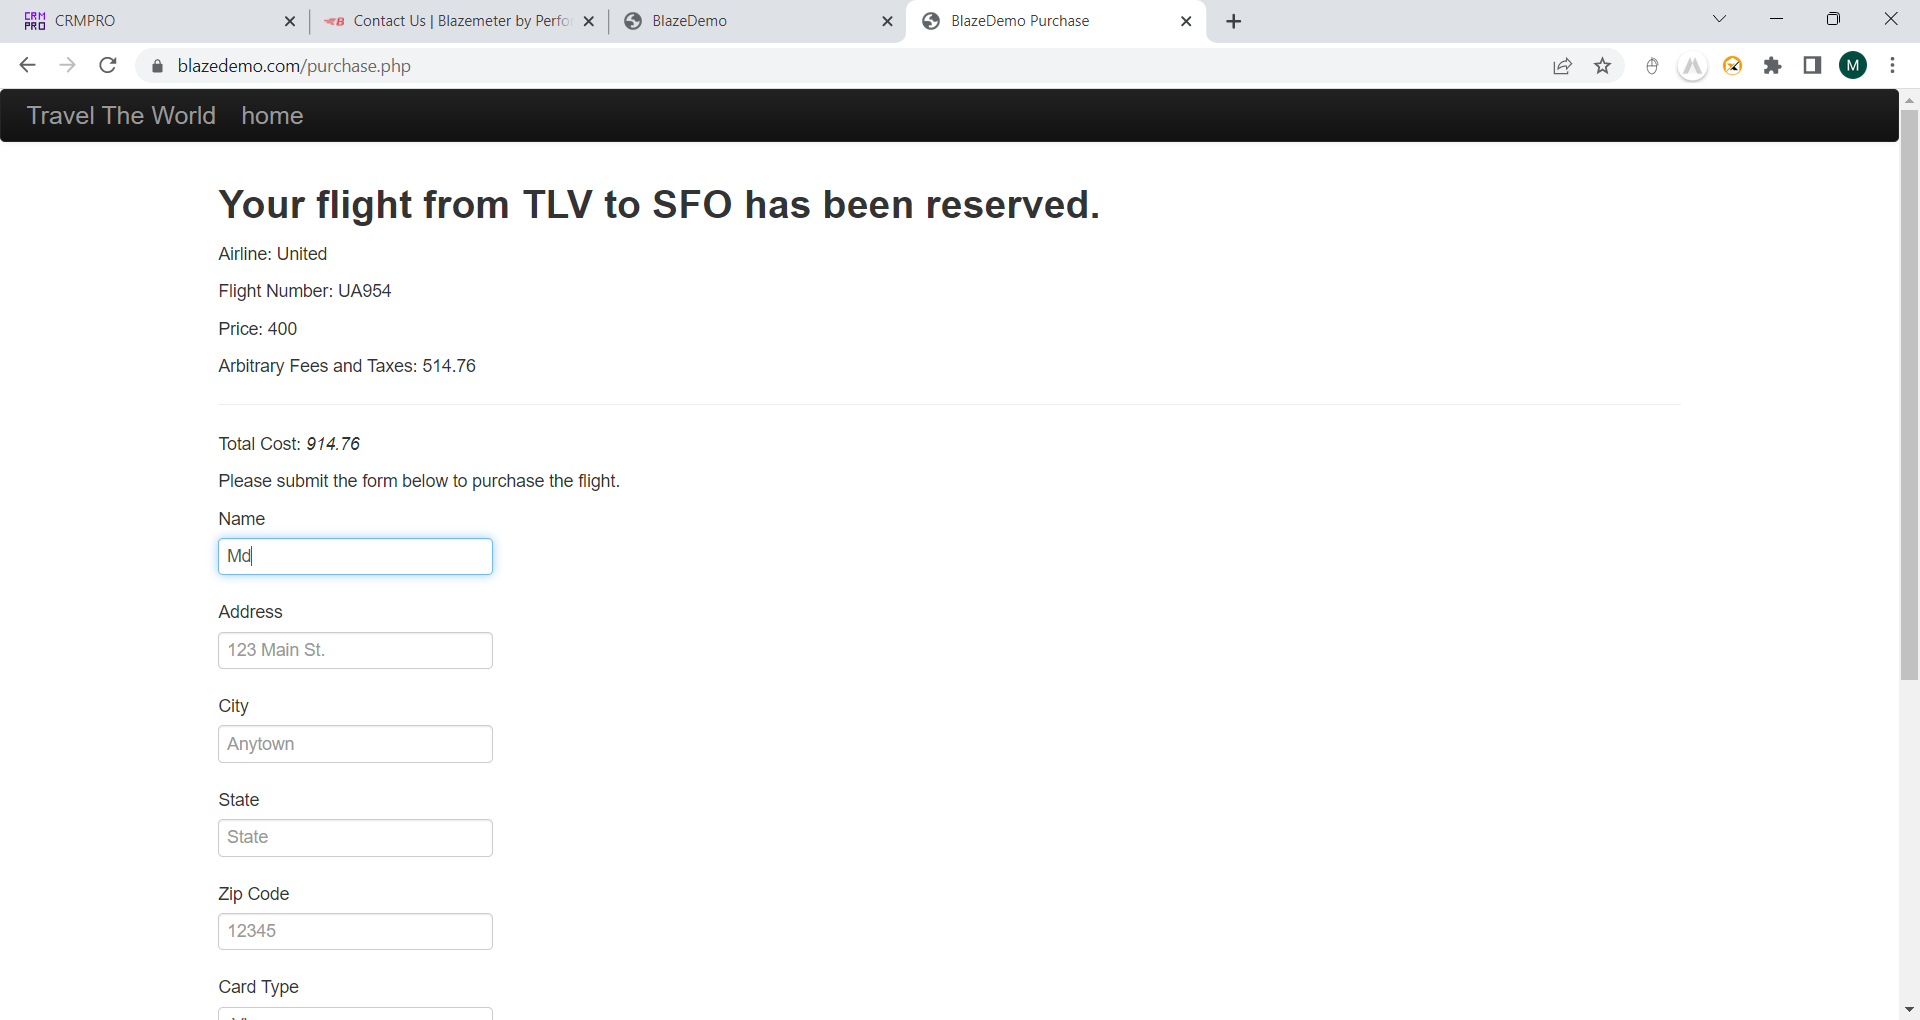 CRM
PRO
CRMPRO
B
Contact Us | Blazemeter by Perfo
BlazeDemo
BlazeDemo Purchase
blazedemo.com/purchase.php
M
Travel The World home
Your flight from TLV to SFO has been reserved.
Airline: United
Flight Number: UA954
Price: 400
Arbitrary Fees and Taxes: 514.76
Total Cost: 914.76
Please submit the form below to purchase the flight.
Name
Md
Address
123 Main St.
City
Anytown
State
State
Zip Code
12345
Card Type